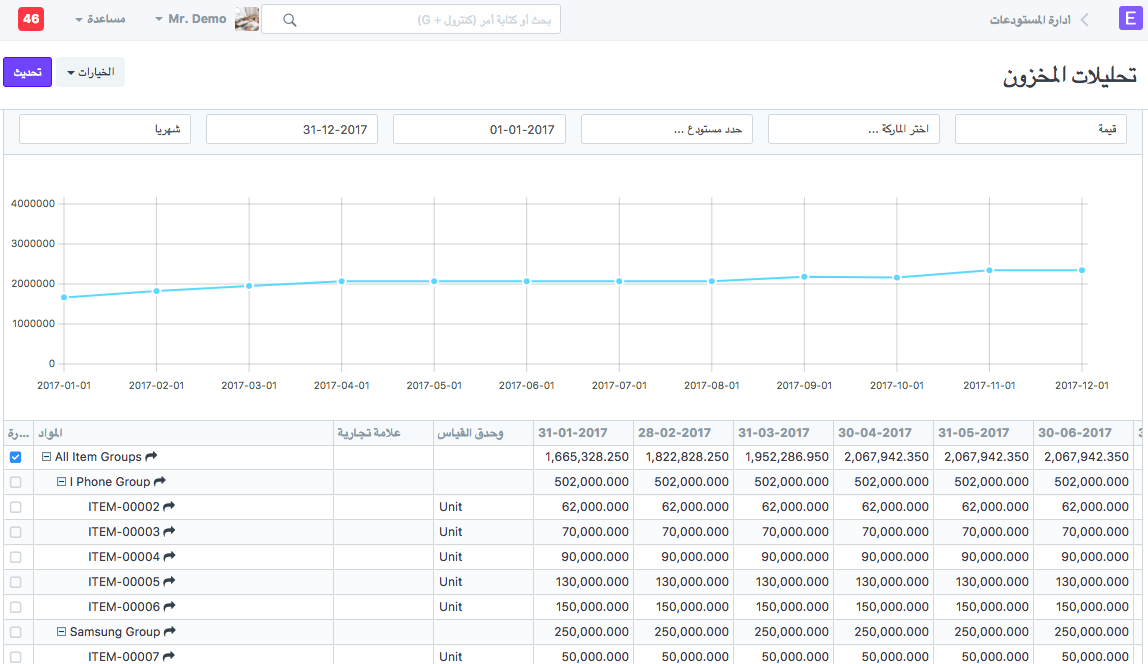 E
ادارة المستودعات
بحث أو كتابة أمر (كنترول + G)
Mr. Demo
مساعدة
46
تحليلات المخزون
الخيارات
تحديث
قيمة
اختر الماركة ...
حدد مستودع ...
01-01-2017
31-12-2017
شهريا
4000000
3000000
2000000
1000000
0
2017-01-01 2017-02-01 2017-03-01 2017-04-01 2017-05-01 2017-06-01 2017-07-01 2017-08-01 2017-09-01 2017-10-01 2017-11-01 2017-12-01
رة... المواد علامة تجارية وحدق القياس 31-01-2017 28-02-2017 31-03-2017 30-04-2017 31-05-2017 30-06-2017
All Item Groups 1,665,328.250 1,822,828.250 1,952,286.950 2,067,942.350 2,067,942.350 2,067,942.350
I Phone Group 502,000.000 502,000.000 502,000.000 502,000.000 502,000.000 502,000.000
ITEM-00002 Unit 62,000.000 62,000.000 62,000.000 62,000.000 62,000.000 62,000.000
ITEM-00003 Unit 70,000.000 70,000.000 70,000.000 70,000.000 70,000.000 70,000.000
ITEM-00004 Unit 90,000.000 90,000.000 90,000.000 90,000.000 90,000.000 90,000.000
ITEM-00005 Unit 130,000.000 130,000.000 130,000.000 130,000.000 130,000.000 130,000.000
ITEM-00006 Unit 150,000.000 150,000.000 150,000.000 150,000.000 150,000.000 150,000.000
Samsung Group 250,000.000 250,000.000 250,000.000 250,000.000 250,000.000 250,000.000
ITEM-00007 Unit 50,000.000 50,000.000 50,000.000 50,000.000 50,000.000 50,000.000